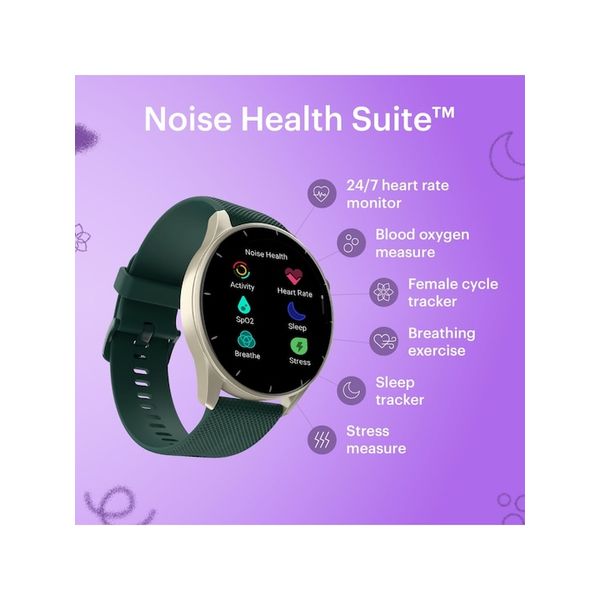 Noise Health Suite™
24/7 heart rate
monitor
Blood oxygen
measure
Female cycle
tracker
Breathing
exercise
Sleep
tracker
Stress
measure
Noise Health
Activity
Heart Rate
SpO2
Sleep
Breathe
Stress